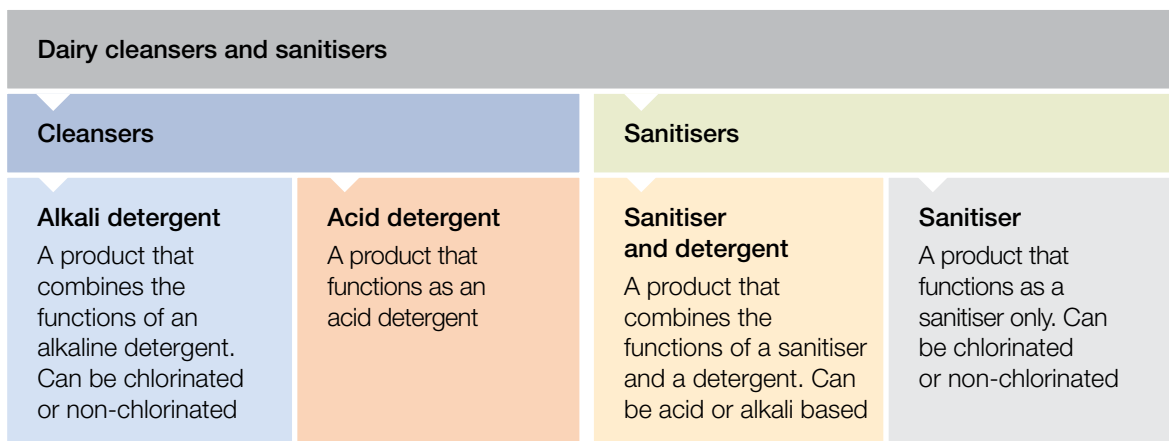 Dairy cleansers and sanitisers
Cleansers
Sanitisers
Alkali detergent
A product that
combines the
functions of an
alkaline detergent.
Can be chlorinated
or non-chlorinated
Acid detergent
A product that
functions as an
acid detergent
Sanitiser
and detergent
A product that
combines the
functions of a sanitiser
and a detergent. Can
be acid or alkali based
Sanitiser
A product that
functions as a
sanitiser only. Can
be chlorinated
or non-chlorinated